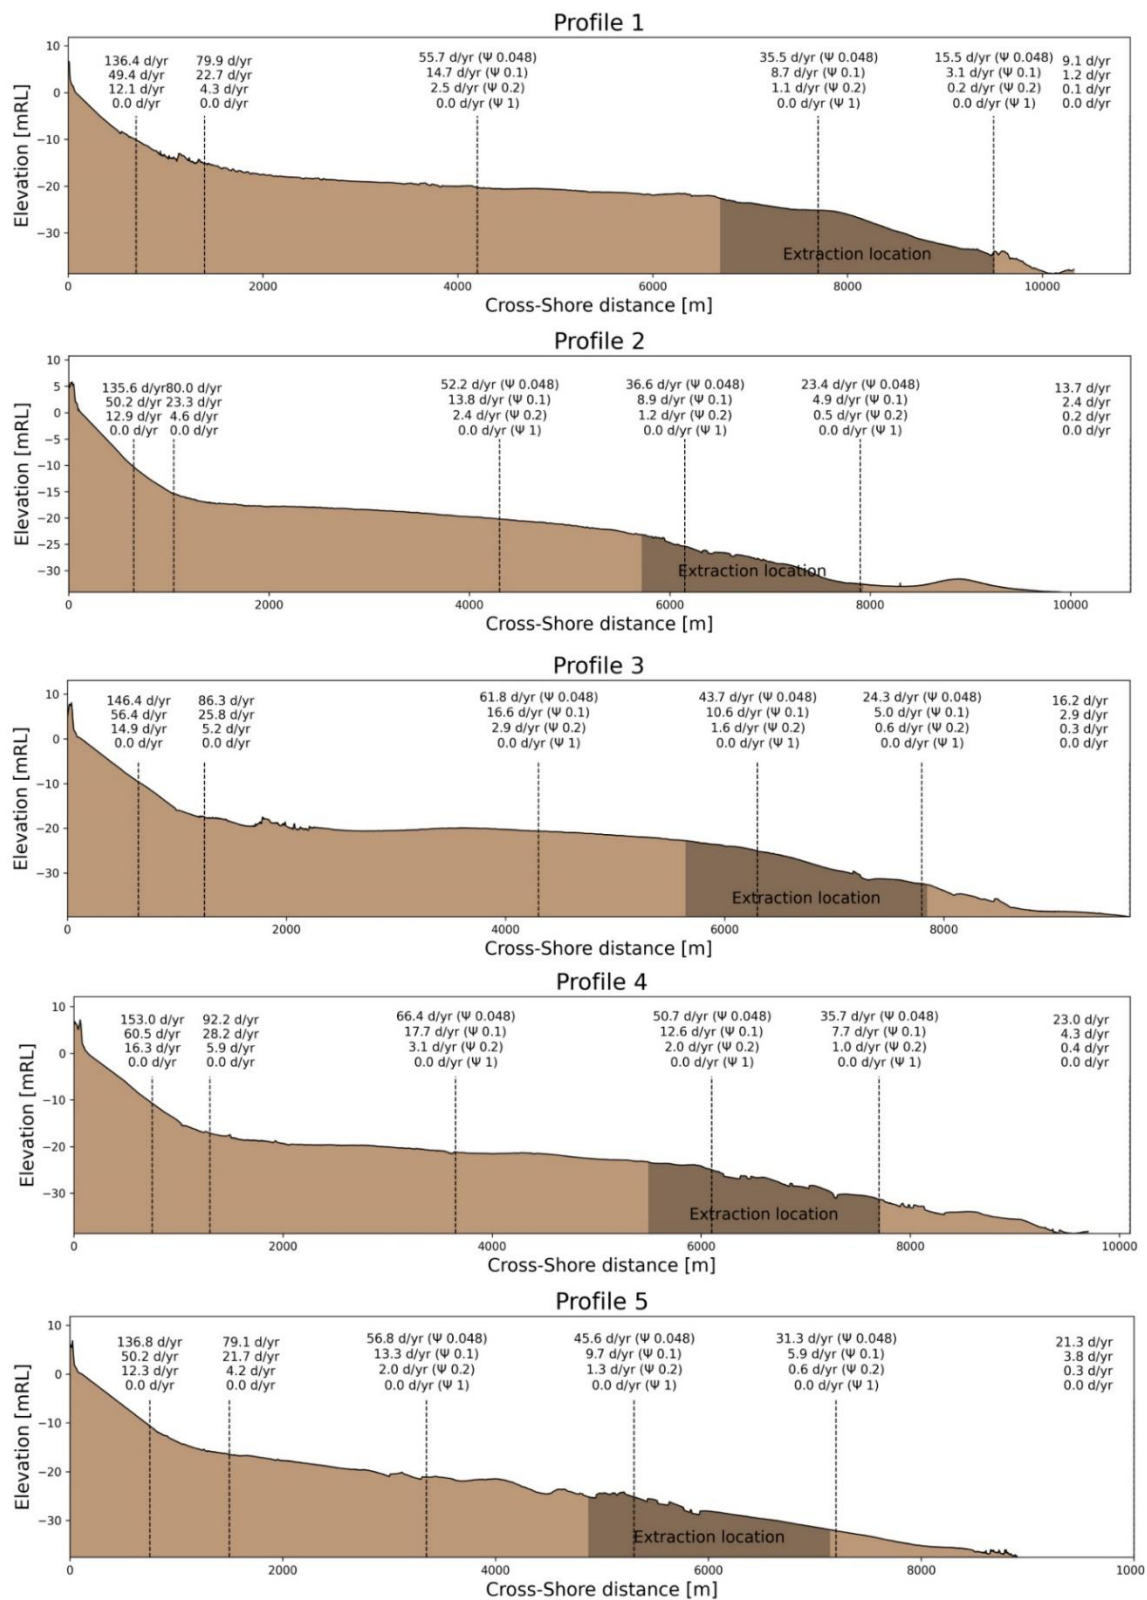 Profile 1
136.4 d/yr 79.9 d/yr 55.7 d/yr (Ψ 0.048) 35.5 d/yr (Ψ 0.048) 15.5 d/yr (Ψ 0.048) 9.1 d/yr
49.4 d/yr 22.7 d/yr 14.7 d/yr (Ψ 0.1) 8.7 d/yr (Ψ 0.1) 3.1 d/yr (Ψ 0.1) 1.2 d/yr
12.1 d/yr 4.3 d/yr 2.5 d/yr (Ψ 0.2) 1.1 d/yr (Ψ 0.2) 0.2 d/yr (Ψ 0.2) 0.1 d/yr
0.0 d/yr 0.0 d/yr 0.0 d/yr (Ψ 1) 0.0 d/yr (Ψ 1) 0.0 d/yr (Ψ 1) 0.0 d/yr
10
0
−10
−20
−30
Elevation [mRL]
Extraction location
0 2000 4000 6000 8000 10000
Cross-Shore distance [m]
Profile 2
135.6 d/yr 80.0 d/yr 52.2 d/yr (Ψ 0.048) 36.6 d/yr (Ψ 0.048) 23.4 d/yr (Ψ 0.048) 13.7 d/yr
50.2 d/yr 23.3 d/yr 13.8 d/yr (Ψ 0.1) 8.9 d/yr (Ψ 0.1) 4.9 d/yr (Ψ 0.1) 2.4 d/yr
12.9 d/yr 4.6 d/yr 2.4 d/yr (Ψ 0.2) 1.2 d/yr (Ψ 0.2) 0.5 d/yr (Ψ 0.2) 0.2 d/yr
0.0 d/yr 0.0 d/yr 0.0 d/yr (Ψ 1) 0.0 d/yr (Ψ 1) 0.0 d/yr (Ψ 1) 0.0 d/yr
10
5
0
−5
−10
−15
−20
−25
−30
Elevation [mRL]
Extraction location
0 2000 4000 6000 8000 10000
Cross-Shore distance [m]
Profile 3
146.4 d/yr 86.3 d/yr 61.8 d/yr (Ψ 0.048) 43.7 d/yr (Ψ 0.048) 24.3 d/yr (Ψ 0.048) 16.2 d/yr
56.4 d/yr 25.8 d/yr 16.6 d/yr (Ψ 0.1) 10.6 d/yr (Ψ 0.1) 5.0 d/yr (Ψ 0.1) 2.9 d/yr
14.9 d/yr 5.2 d/yr 2.9 d/yr (Ψ 0.2) 1.6 d/yr (Ψ 0.2) 0.6 d/yr (Ψ 0.2) 0.3 d/yr
0.0 d/yr 0.0 d/yr 0.0 d/yr (Ψ 1) 0.0 d/yr (Ψ 1) 0.0 d/yr (Ψ 1) 0.0 d/yr
10
0
−10
−20
−30
Elevation [mRL]
Extraction location
0 2000 4000 6000 8000
Cross-Shore distance [m]
Profile 4
153.0 d/yr 92.2 d/yr 66.4 d/yr (Ψ 0.048) 50.7 d/yr (Ψ 0.048) 35.7 d/yr (Ψ 0.048) 23.0 d/yr
60.5 d/yr 28.2 d/yr 17.7 d/yr (Ψ 0.1) 12.6 d/yr (Ψ 0.1) 7.7 d/yr (Ψ 0.1) 4.3 d/yr
16.3 d/yr 5.9 d/yr 3.1 d/yr (Ψ 0.2) 2.0 d/yr (Ψ 0.2) 1.0 d/yr (Ψ 0.2) 0.4 d/yr
0.0 d/yr 0.0 d/yr 0.0 d/yr (Ψ 1) 0.0 d/yr (Ψ 1) 0.0 d/yr (Ψ 1) 0.0 d/yr
10
0
−10
−20
−30
Elevation [mRL]
Extraction location
0 2000 4000 6000 8000 10000
Cross-Shore distance [m]
Profile 5
136.8 d/yr 79.1 d/yr 56.8 d/yr (Ψ 0.048) 45.6 d/yr (Ψ 0.048) 31.3 d/yr (Ψ 0.048) 21.3 d/yr
50.2 d/yr 21.7 d/yr 13.3 d/yr (Ψ 0.1) 9.7 d/yr (Ψ 0.1) 5.9 d/yr (Ψ 0.1) 3.8 d/yr
12.3 d/yr 4.2 d/yr 2.0 d/yr (Ψ 0.2) 1.3 d/yr (Ψ 0.2) 0.6 d/yr (Ψ 0.2) 0.3 d/yr
0.0 d/yr 0.0 d/yr 0.0 d/yr (Ψ 1) 0.0 d/yr (Ψ 1) 0.0 d/yr (Ψ 1) 0.0 d/yr
10
0
−10
−20
−30
Elevation [mRL]
Extraction location
0 2000 4000 6000 8000 1000
Cross-Shore distance [m]